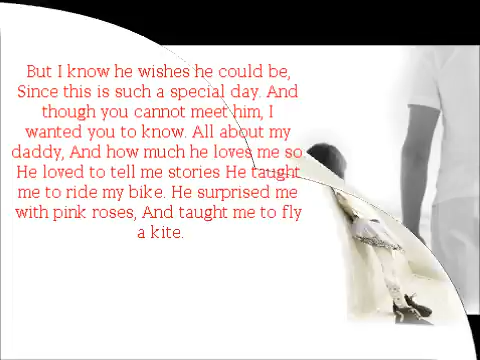 But I know he wishes he could be,
Since this is such a special day. And
though you cannot meet him, I
wanted you to know. All about my
daddy, And how much he loves me so
He loved to tell me stories He taught
me to ride my bike. He surprised me
with pink roses, And taught me to fly
a kite.